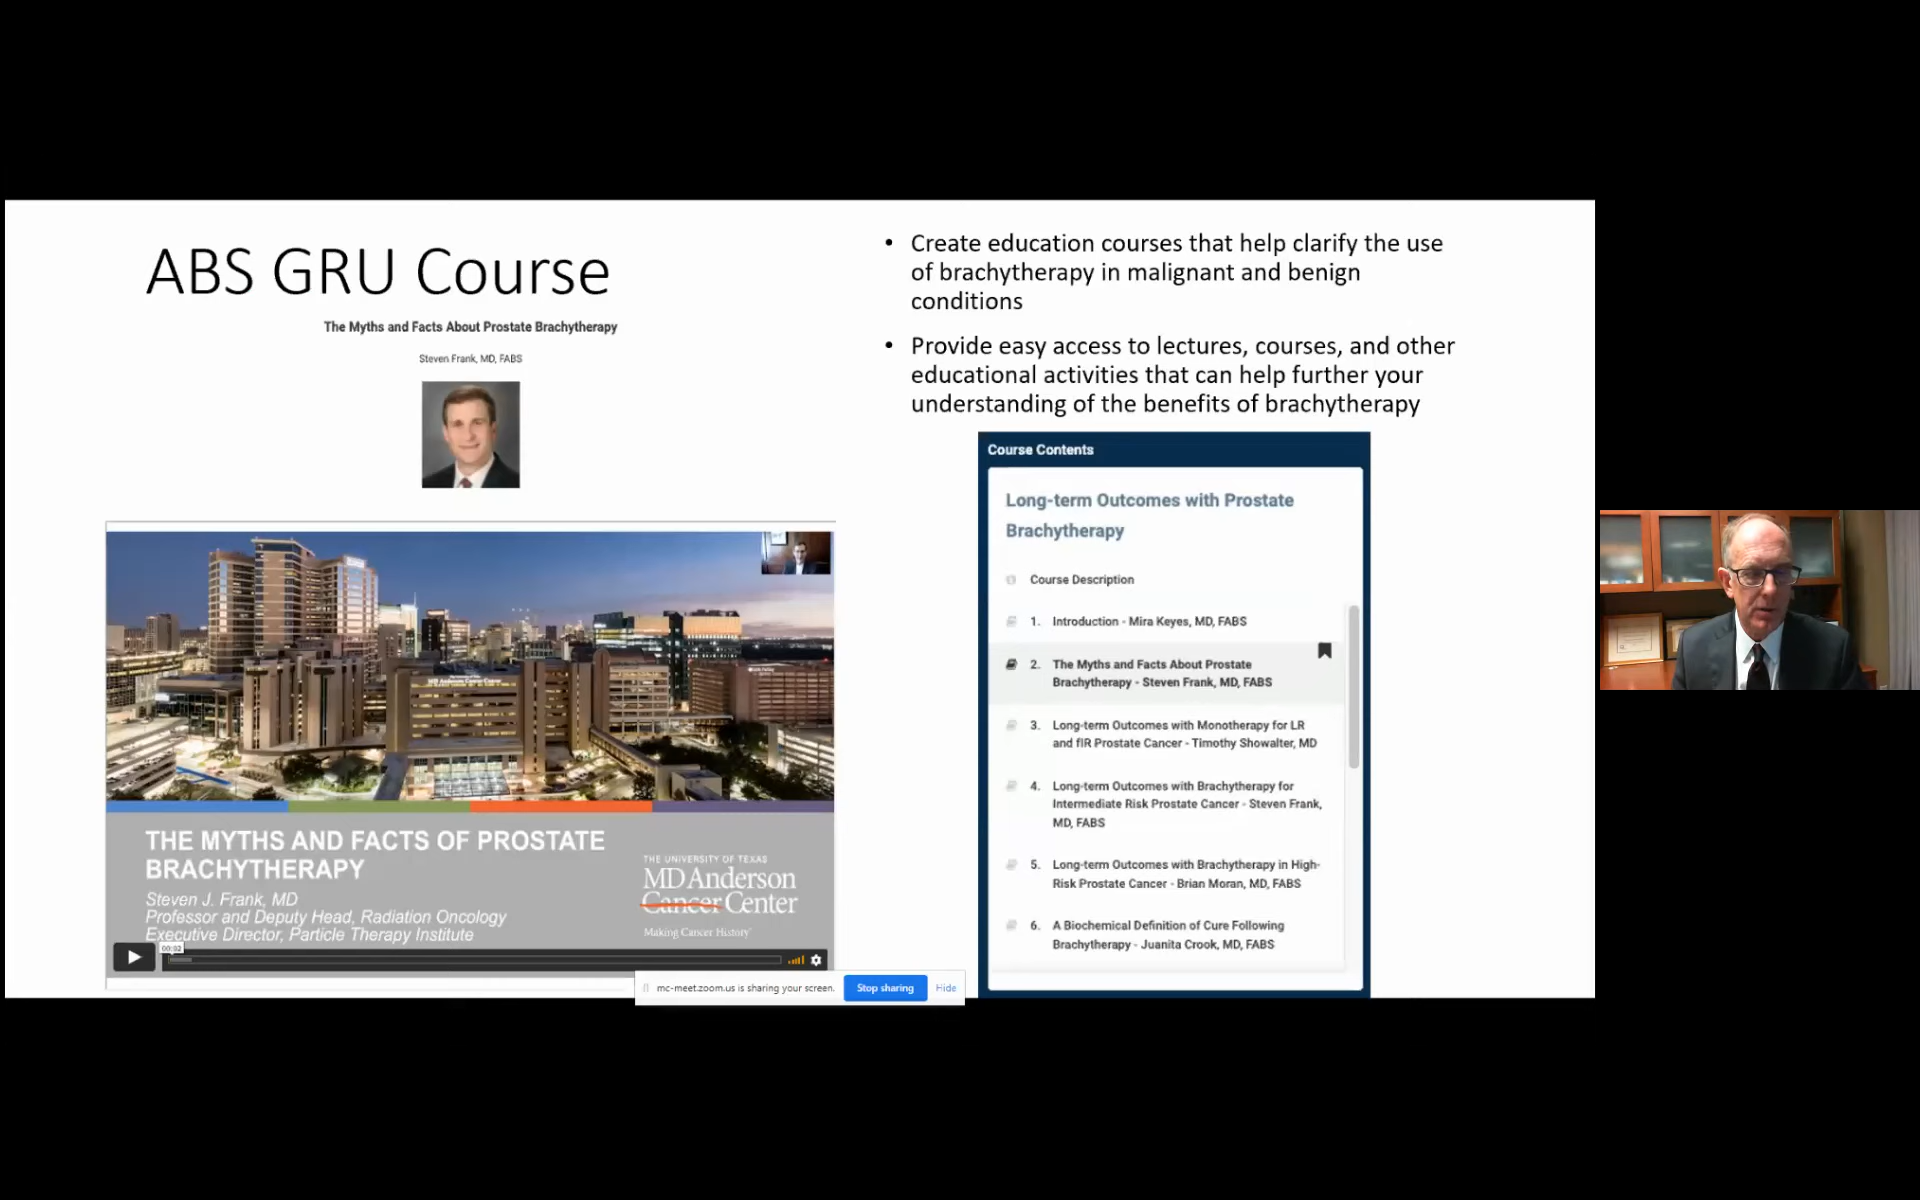 ABS GRU Course
The Myths and Facts About Prostate Brachytherapy
Steven Frank, MD, FABS
THE MYTHS AND FACTS OF PROSTATE
BRACHYTHERAPY
Steven J. Frank, MD
Professor and Deputy Head, Radiation Oncology
Executive Director, Particle Therapy Institute
THE UNIVERSITY OF TEXAS
MD Anderson
Cancer Center
Making Cancer History®
00:02
• Create education courses that help clarify the use
of brachytherapy in malignant and benign
conditions
• Provide easy access to lectures, courses, and other
educational activities that can help further your
understanding of the benefits of brachytherapy
Course Contents
Long-term Outcomes with Prostate
Brachytherapy
Course Description
1. Introduction - Mira Keyes, MD, FABS
2. The Myths and Facts About Prostate
Brachytherapy - Steven Frank, MD, FABS
3. Long-term Outcomes with Monotherapy for LR
and fIR Prostate Cancer - Timothy Showalter, MD
4. Long-term Outcomes with Brachytherapy for
Intermediate Risk Prostate Cancer - Steven Frank,
MD, FABS
5. Long-term Outcomes with Brachytherapy in High-
Risk Prostate Cancer - Brian Moran, MD, FABS
6. A Biochemical Definition of Cure Following
Brachytherapy - Juanita Crook, MD, FABS
mc-meet.zoom.us is sharing your screen. Stop sharing Hide